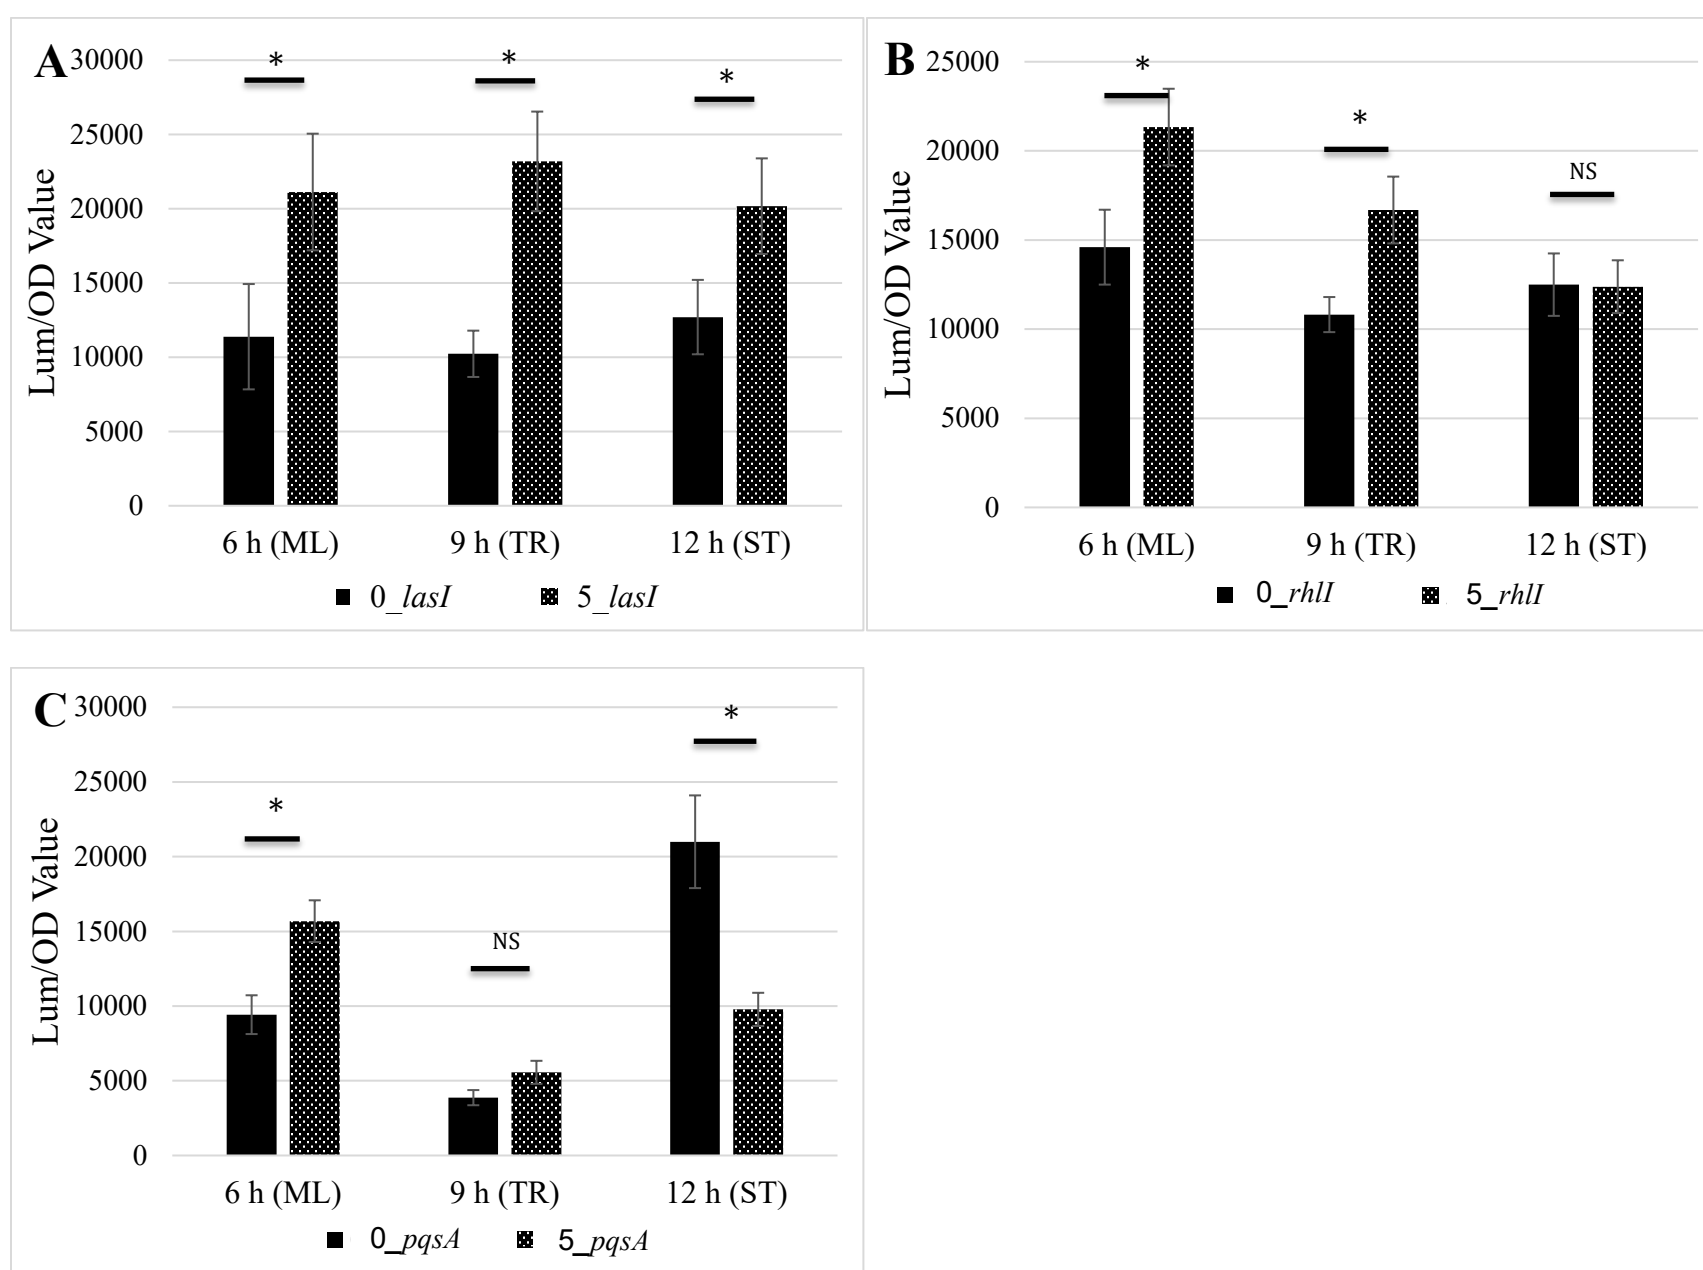 A
*
*
*
30000
25000
20000
15000
10000
5000
0
Lum/OD Value
6 h (ML) 9 h (TR) 12 h (ST)
0_lasI 5_lasI
B
*
*
NS
25000
20000
15000
10000
5000
0
Lum/OD Value
6 h (ML) 9 h (TR) 12 h (ST)
0_rhlI 5_rhlI
C
*
NS
*
30000
25000
20000
15000
10000
5000
0
Lum/OD Value
6 h (ML) 9 h (TR) 12 h (ST)
0_pqsA 5_pqsA